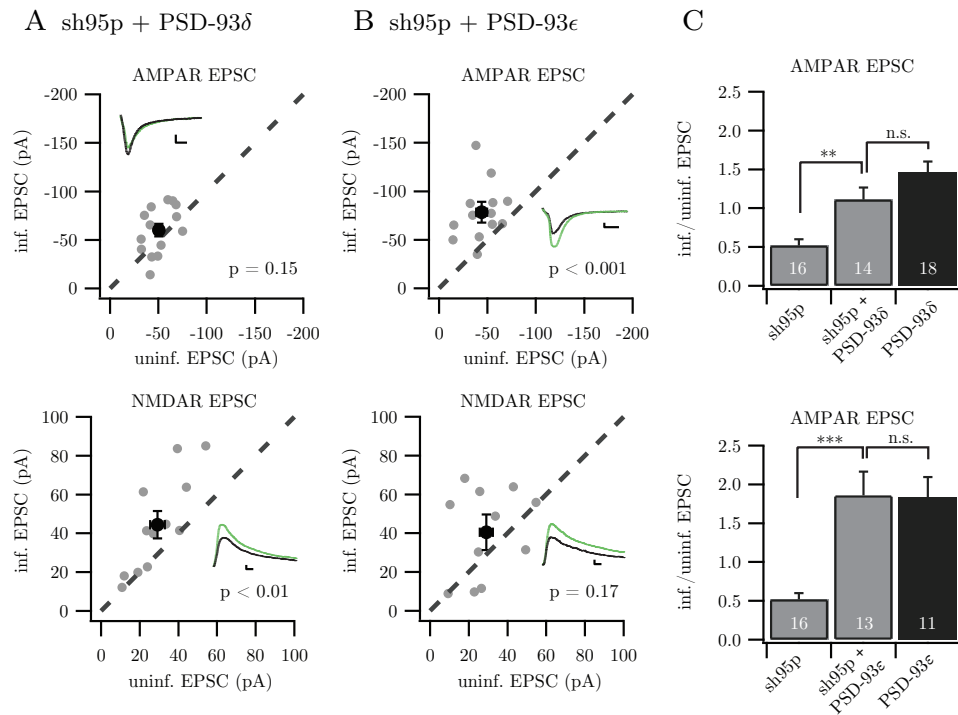 A sh95p + PSD-93δ
B sh95p + PSD-93ϵ
C
AMPAR EPSC
inf. EPSC (pA)
-200
-150
-100
-50
0
p = 0.15
0 -50 -100 -150 -200
uninf. EPSC (pA)
AMPAR EPSC
inf. EPSC (pA)
-200
-150
-100
-50
0
p < 0.001
0 -50 -100 -150 -200
uninf. EPSC (pA)
AMPAR EPSC
inf./uninf. EPSC
2.5
2.0
1.5
1.0
0.5
0.0
**
n.s.
16 14 18
sh95p
sh95p +
PSD-93δ
PSD-93δ
NMDAR EPSC
inf. EPSC (pA)
100
80
60
40
20
0
p < 0.01
0 20 40 60 80 100
uninf. EPSC (pA)
NMDAR EPSC
inf. EPSC (pA)
100
80
60
40
20
0
p = 0.17
0 20 40 60 80 100
uninf. EPSC (pA)
AMPAR EPSC
inf./uninf. EPSC
2.5
2.0
1.5
1.0
0.5
0.0
***
n.s.
16 13 11
sh95p
sh95p +
PSD-93ε
PSD-93ε